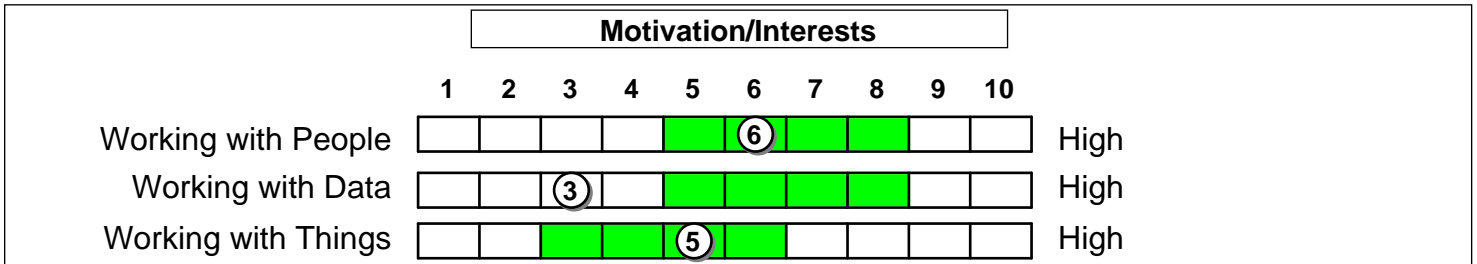 Motivation/Interests
1 2 3 4 5 6 7 8 9 10
Working with People 6 High
Working with Data 3 High
Working with Things 5 High